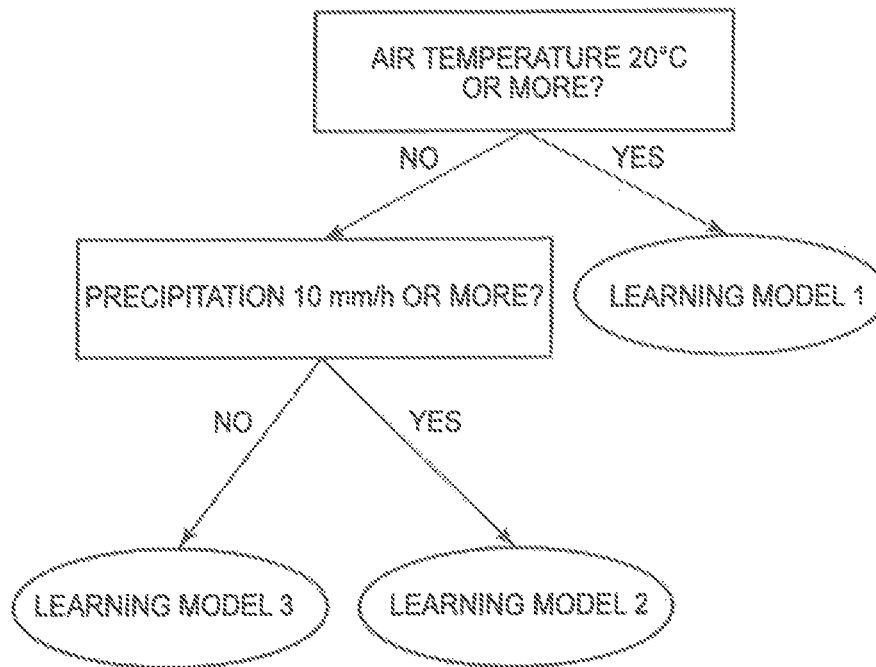 AIR TEMPERATURE 20°C
OR MORE?
NO
YES
PRECIPITATION 10 mm/h OR MORE?
LEARNING MODEL 1
NO
YES
LEARNING MODEL 3
LEARNING MODEL 2